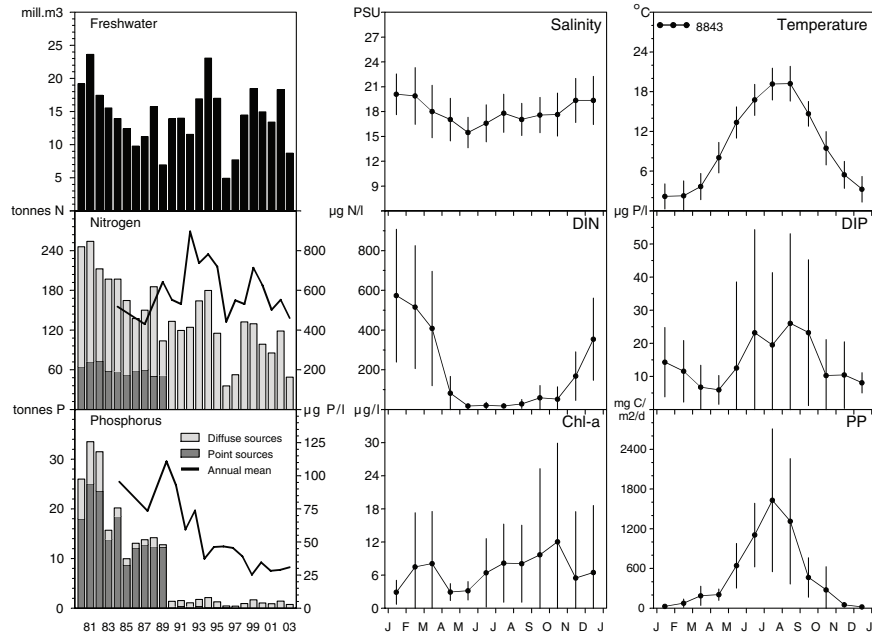 mill.m3 PSU °C
Freshwater Salinity 8843 Temperature
30 27 24
25 24
20 21 18
15 18
10 15 12
5 12 6
0 9
tonnes N µg N/l µg P/l
Nitrogen DIN DIP
240 800 800 50
180 600 600 40
120 400 400 30
60 200 200 20
10
0
tonnes P µg P/l µg/l mg C/
m2/d
Phosphorus Chl-a PP
Diffuse sources
Point sources
Annual mean
40 125 30 1800
30 100 24
20 75 18 1200
10 50 12 600
0 25 6
0 0 0
81 83 85 87 89 91 93 95 97 99 01 03
J F M A M J J A S O N D J
J F M A M J J A S O N D J